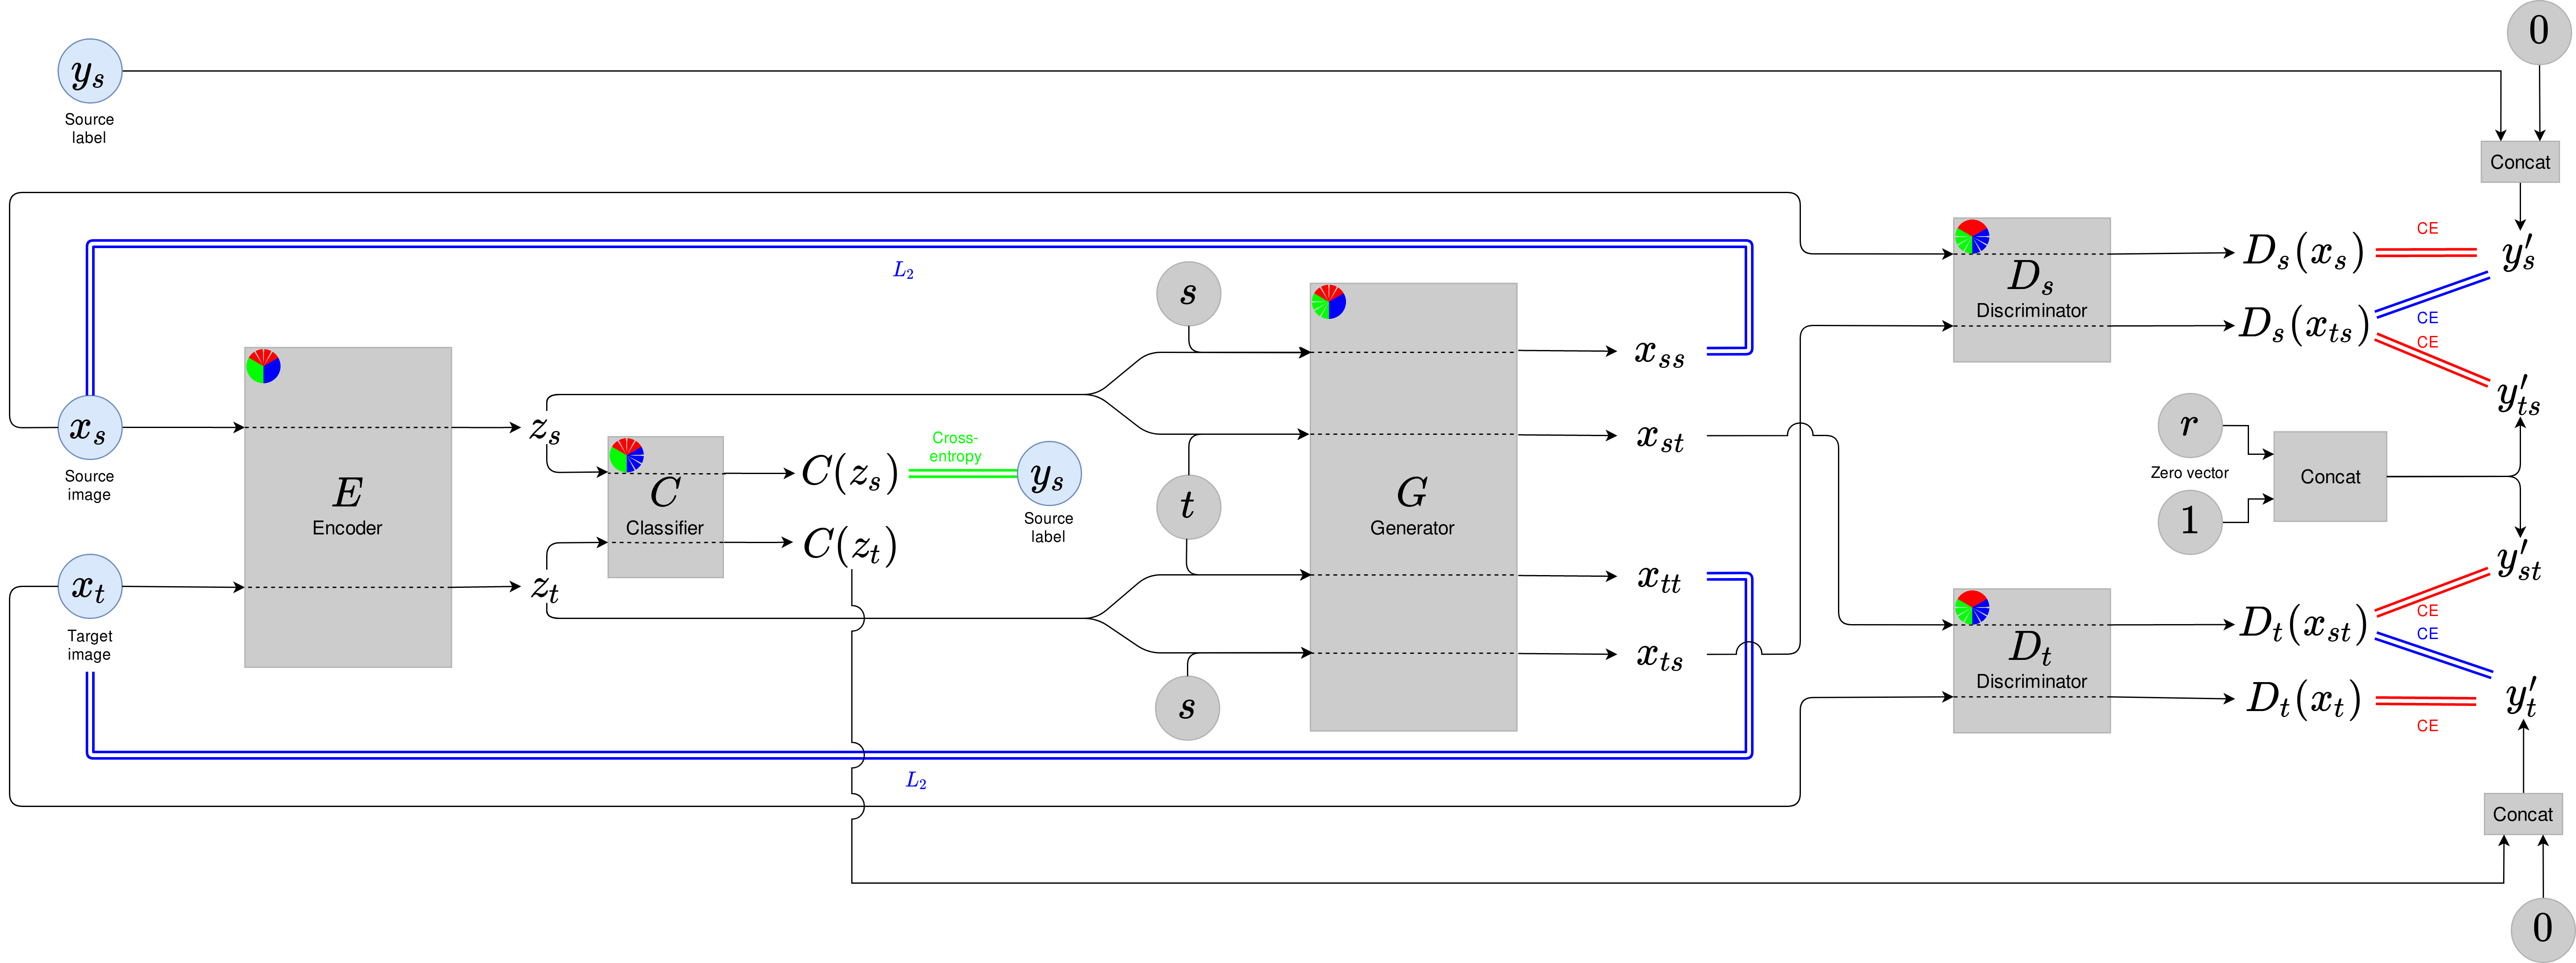 0
y_s
Source
label
Concat
D_s
Discriminator
D_s(x_s)
CE
y'_s
D_s(x_{ts})
CE
CE
y'_{ts}
L_2
s
x_{ss}
x_s
Source
image
z_s
x_{st}
r
Zero vector
1
Concat
E
Encoder
C
Classifier
C(z_s)
Cross-
entropy
y_s
Source
label
C(z_t)
t
G
Generator
y'_{st}
x_t
Target
image
z_t
x_{tt}
x_{ts}
s
D_t
Discriminator
D_t(x_{st})
CE
CE
D_t(x_t)
CE
y'_t
L_2
Concat
0